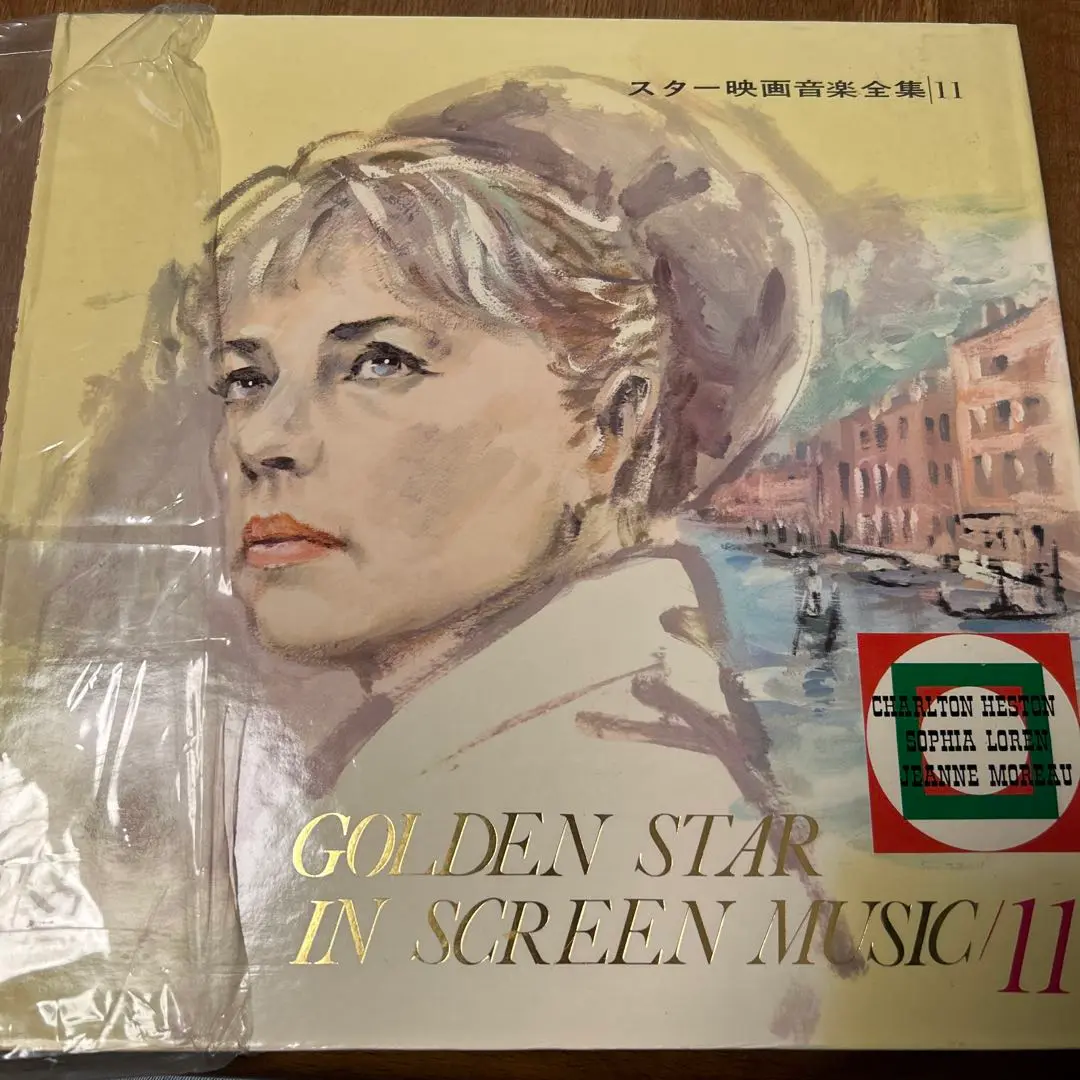 スター映画音楽全集|11
CHARLTON HESTON
SOPHIA LOREN
JEANNE MOREAU
GOLDEN STAR
IN SCREEN MUSIC/11